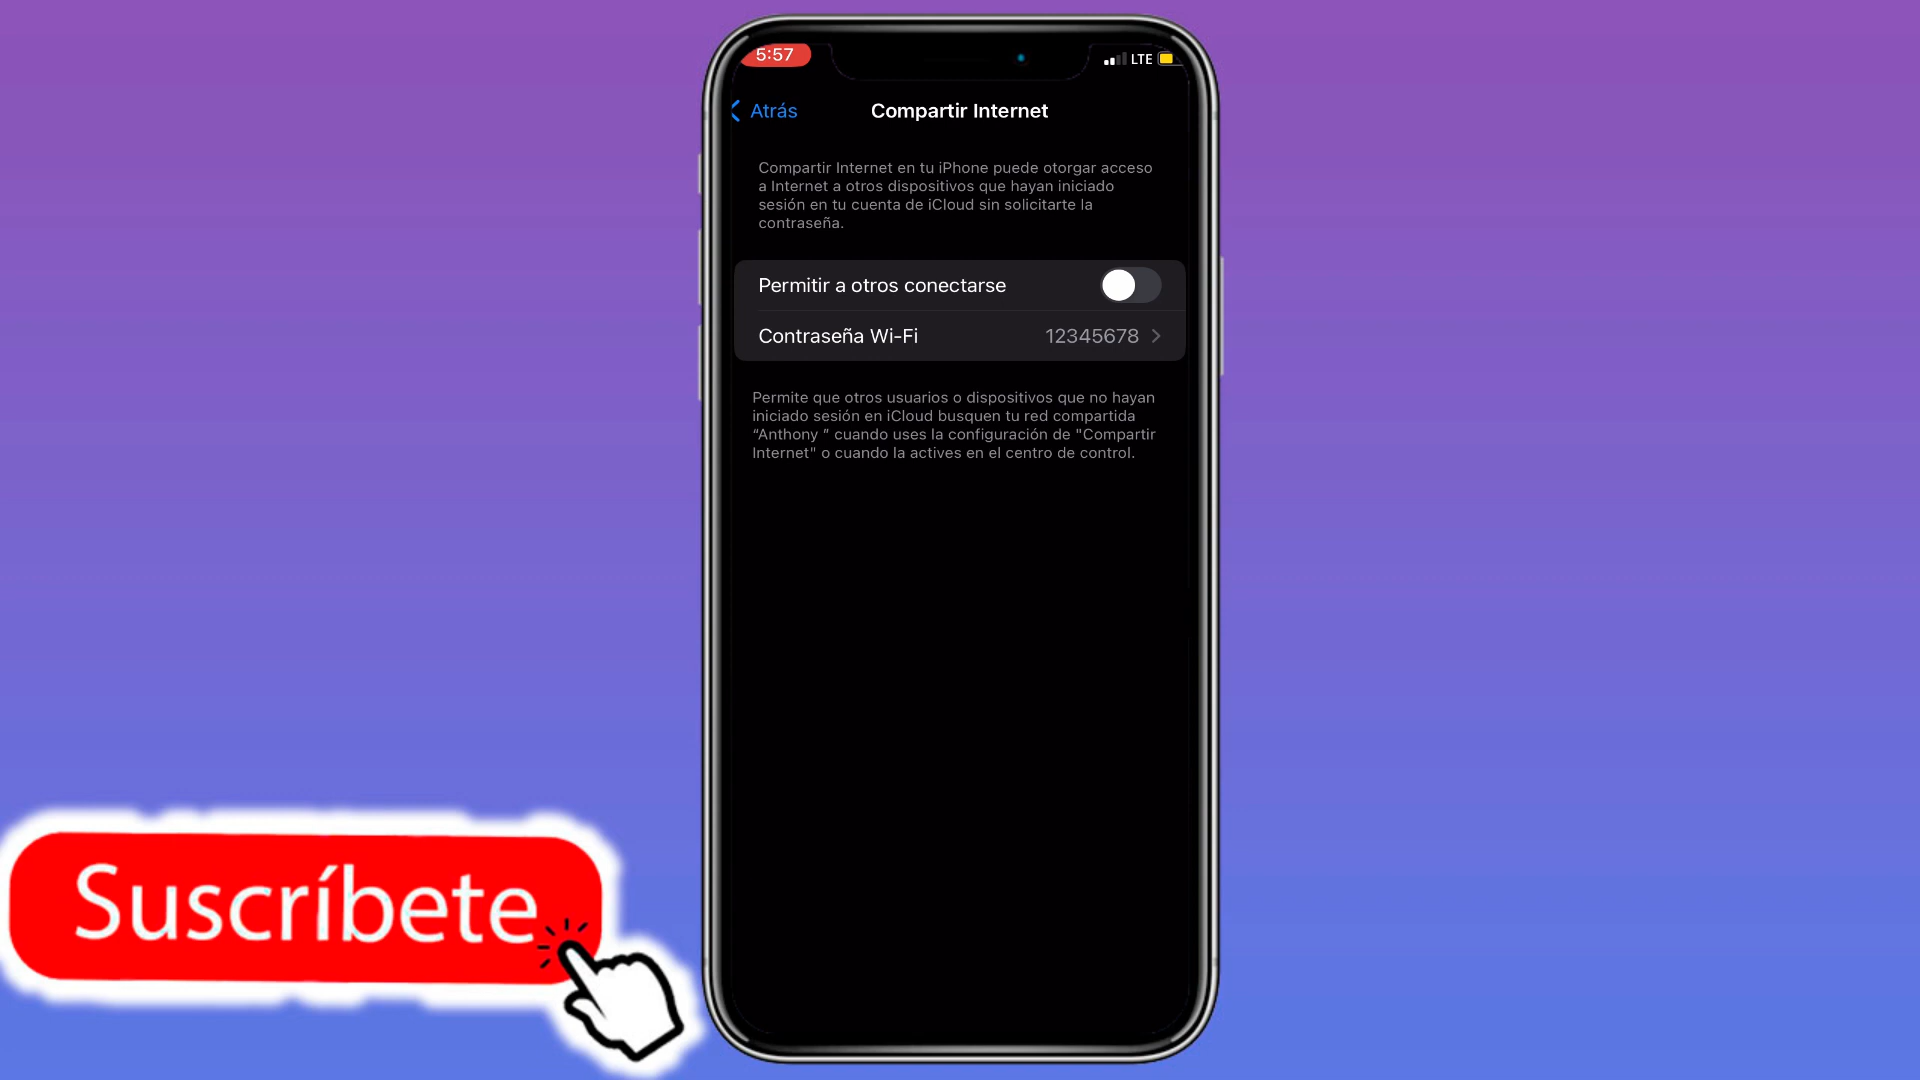 5:57
LTE
Atrás
Compartir Internet
Compartir Internet en tu iPhone puede otorgar acceso
a Internet a otros dispositivos que hayan iniciado
sesión en tu cuenta de iCloud sin solicitarte la
contraseña.
Permitir a otros conectarse
Contraseña Wi-Fi 12345678
Permite que otros usuarios o dispositivos que no hayan
iniciado sesión en iCloud busquen tu red compartida
“Anthony ” cuando uses la configuración de "Compartir
Internet" o cuando la actives en el centro de control.
Suscríbete